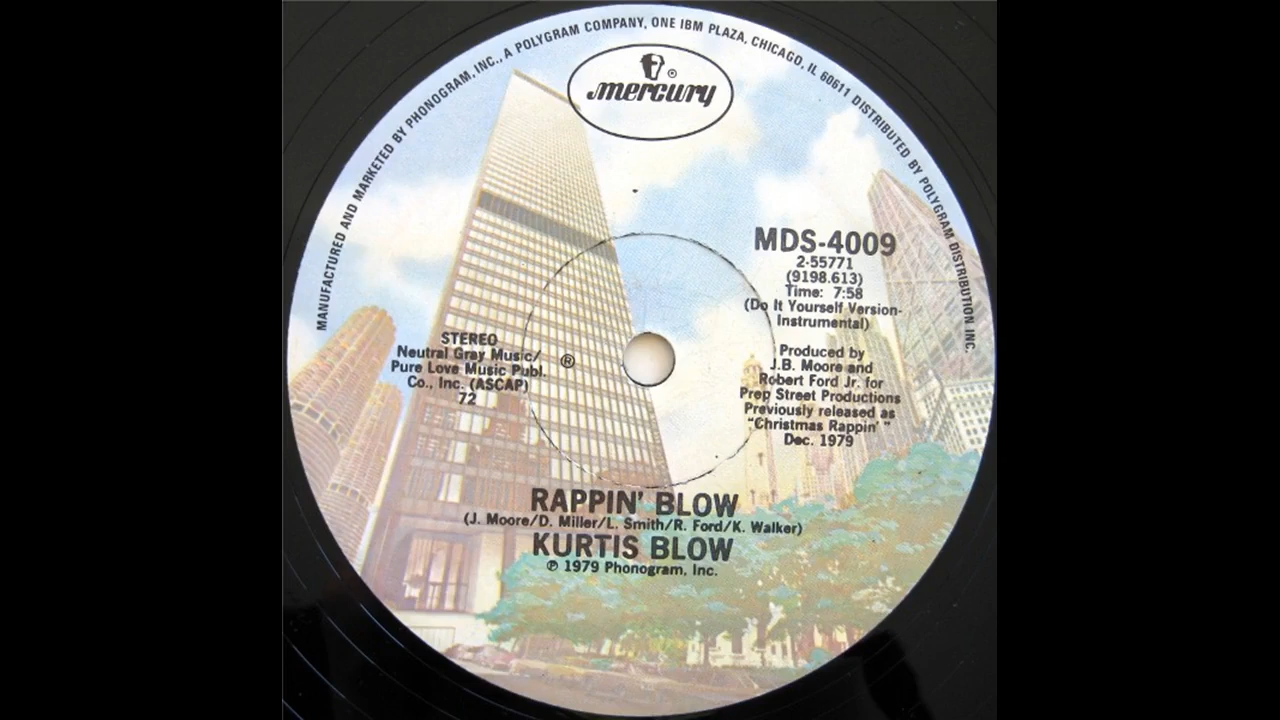 MANUFACTURED AND MARKETED BY PHONOGRAM, INC., A POLYGRAM COMPANY, ONE IBM PLAZA, CHICAGO, IL 60611 DISTRIBUTED BY POLYGRAM DISTRIBUTION INC.
®
mercury
MDS-4009
2-55771
(9198.613)
Time: 7:58
(Do It Yourself Version-
Instrumental)
STEREO
Neutral Gray Music/
Pure Love Music Publ.
Co., Inc. (ASCAP)
72
®
Produced by
J.B. Moore and
Robert Ford Jr. for
Prep Street Productions
Previously released as
"Christmas Rappin' "
Dec. 1979
RAPPIN' BLOW
(J. Moore/D. Miller/L. Smith/R. Ford/K. Walker)
KURTIS BLOW
℗ 1979 Phonogram, Inc.